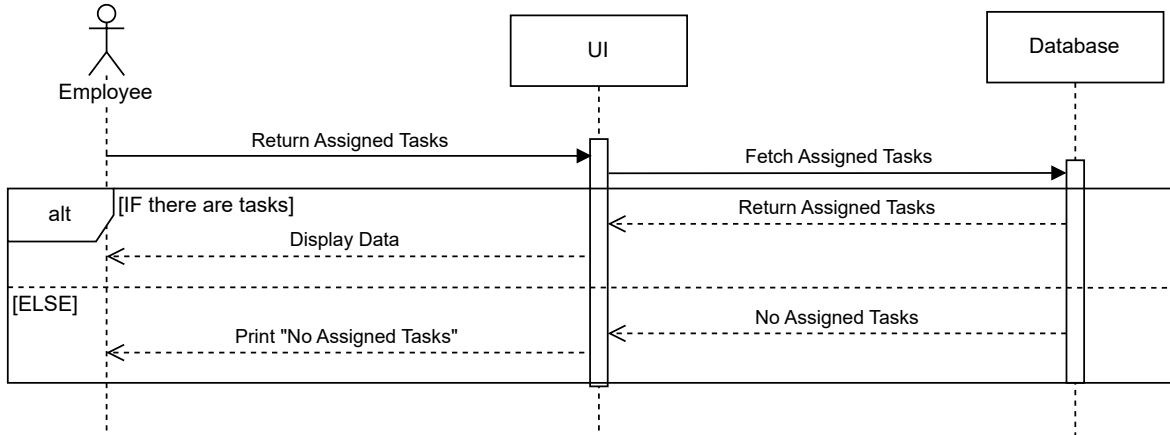 Employee
UI
Database
Return Assigned Tasks
Fetch Assigned Tasks
alt
[IF there are tasks]
Return Assigned Tasks
Display Data
[ELSE]
No Assigned Tasks
Print "No Assigned Tasks"